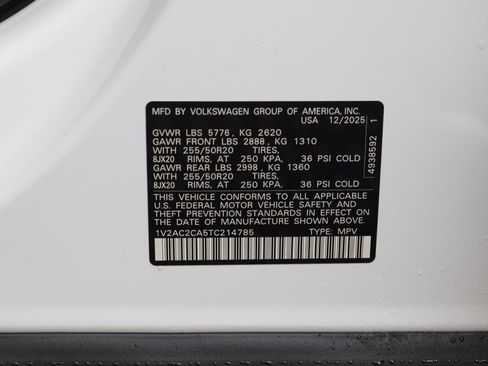 MFD BY VOLKSWAGEN GROUP OF AMERICA, INC.
USA 12/2025
GVWR LBS 5776, KG 2620
GAWR FRONT LBS 2888, KG 1310
WITH 255/50R20 TIRES,
8JX20 RIMS, AT 250 KPA, 36 PSI COLD
GAWR REAR LBS 2998, KG 1360
WITH 255/50R20 TIRES,
8JX20 RIMS, AT 250 KPA, 36 PSI COLD
THIS VEHICLE CONFORMS TO ALL APPLICABLE
U.S. FEDERAL MOTOR VEHICLE SAFETY AND
THEFT PREVENTION STANDARDS IN EFFECT ON
THE DATE OF MANUFACTURE SHOWN ABOVE.
1V2AC2CA5TC214785 TYPE: MPV
4938592 1